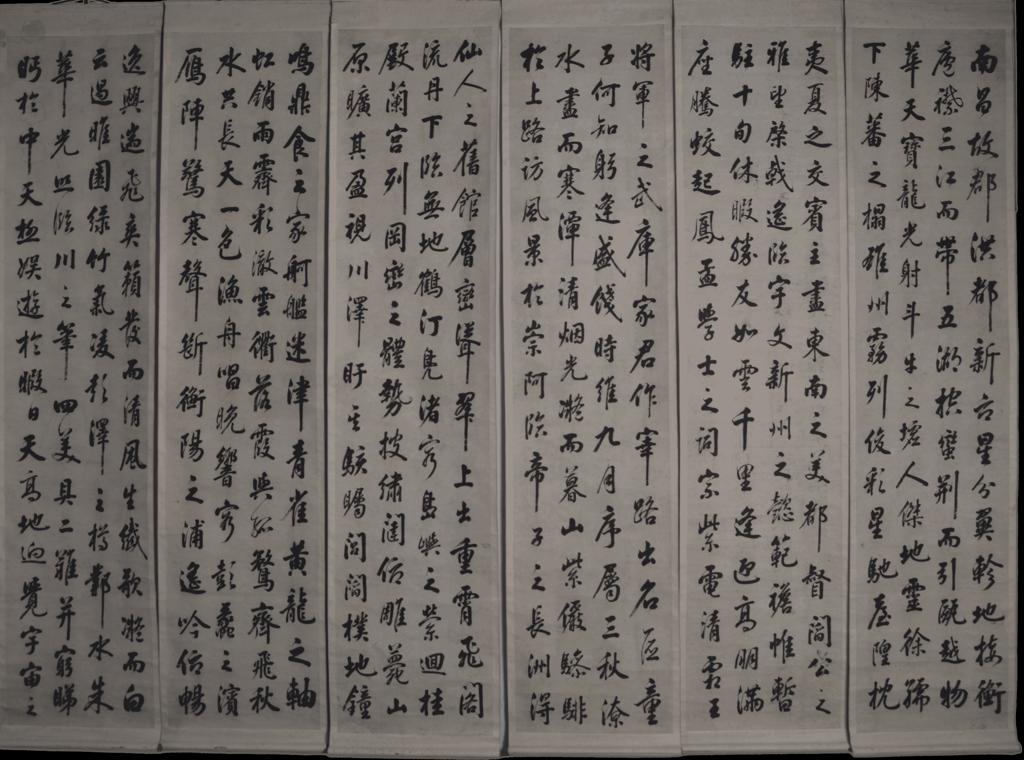 南昌故郡洪都新府星分翼軫地接衡
廬襟三江而帶五湖控蠻荊而引甌越物
華天寶龍光射斗牛之墟人傑地靈徐孺
下陳蕃之榻雄州霧列俊彩星馳臺隍枕
夷夏之交賓主盡東南之美都督閻公之
雅望棨戟遙臨宇文新州之懿範襜帷暫
駐十旬休暇勝友如雲千里逢迎高朋滿
座騰蛟起鳳孟學士之詞宗紫電清霜王
將軍之武庫家君作宰路出名區童
子何知躬逢盛餞時維九月序屬三秋潦
水盡而寒潭清烟光凝而暮山紫儼驂騑
於上路訪風景於崇阿臨帝子之長洲得
仙人之舊館層巒聳翠上出重霄飛閣
流丹下臨無地鶴汀鳧渚窮島嶼之縈迴桂
殿蘭宮列岡巒之體勢披繡闥俯雕甍山
原曠其盈視川澤盱其駭矚閭閻撲地鐘
鳴鼎食之家舸艦迷津青雀黃龍之軸
虹銷雨霽彩澈雲衢落霞與孤鶩齊飛秋
水共長天一色漁舟唱晚響窮彭蠡之濱
雁陣驚寒聲斷衡陽之浦遙吟俯暢
逸興遄飛爽籟發而清風生纖歌凝而白
雲遏睢園綠竹氣凌彭澤之樽鄴水朱
華光照臨川之筆四美具二難并窮睇
眄於中天極娛遊於暇日天高地迥覺宇宙之